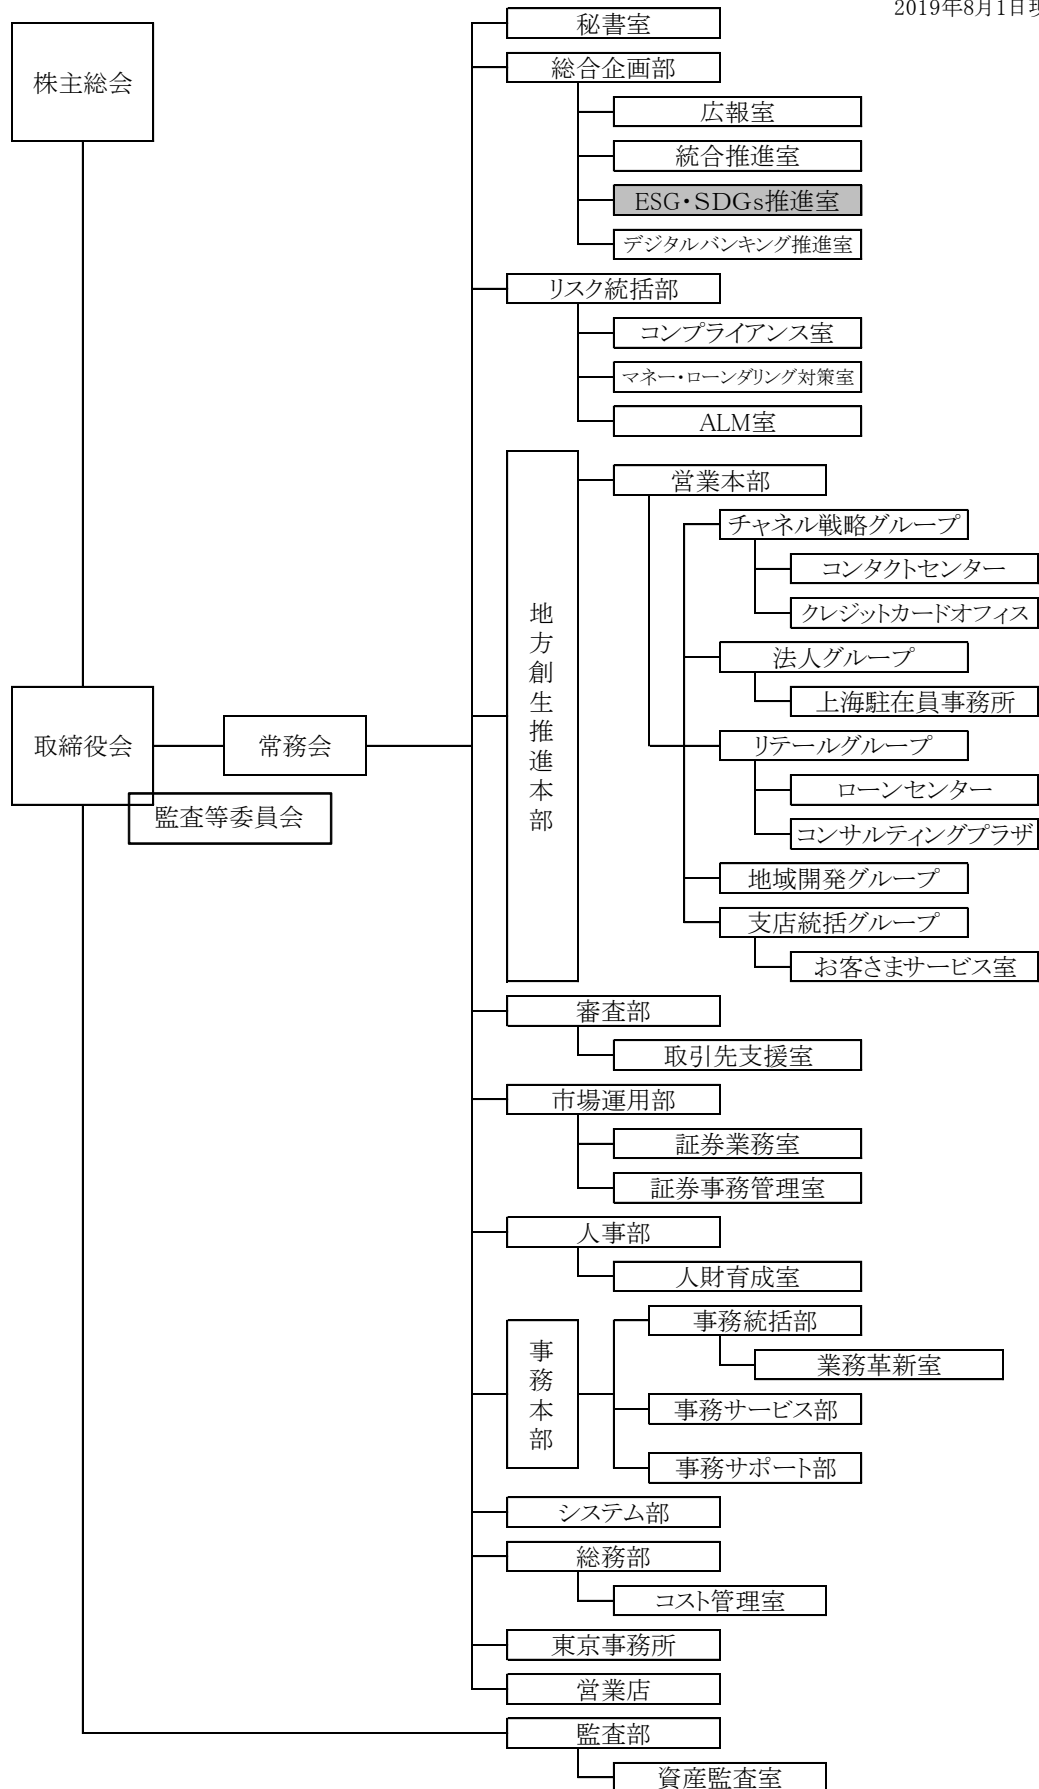 2019年8月1日現
株主総会
秘書室
総合企画部
広報室
統合推進室
ESG・SDGs推進室
デジタルバンキング推進室
リスク統括部
コンプライアンス室
マネー・ローンダリング対策室
ALM室
地方創生推進本部
営業本部
チャネル戦略グループ
コンタクトセンター
クレジットカードオフィス
法人グループ
上海駐在員事務所
取締役会
常務会
監査等委員会
リテールグループ
ローンセンター
コンサルティングプラザ
地域開発グループ
支店統括グループ
お客さまサービス室
審査部
取引先支援室
市場運用部
証券業務室
証券事務管理室
人事部
人財育成室
事務本部
事務統括部
業務革新室
事務サービス部
事務サポート部
システム部
総務部
コスト管理室
東京事務所
営業店
監査部
資産監査室